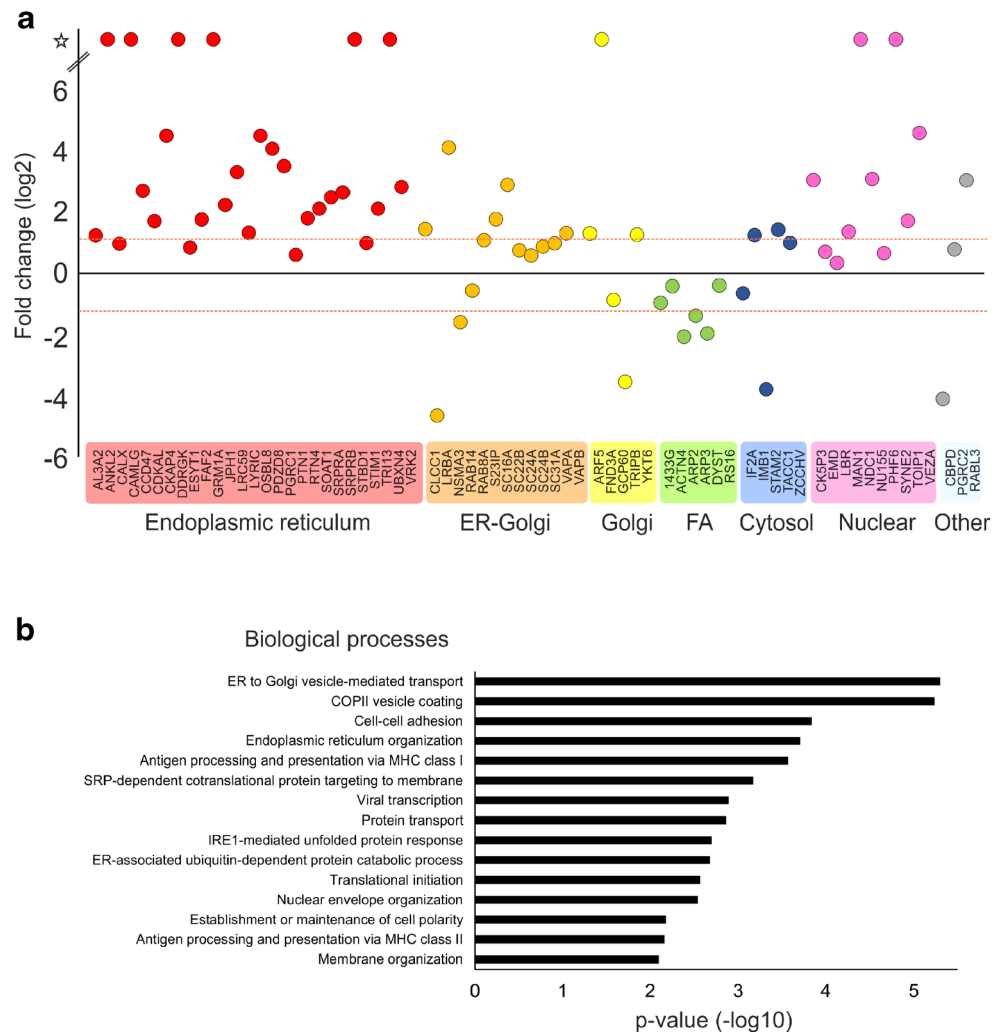 a
☆
Fold change (log2)
6
4
2
0
-2
-4
-6
AL3A2
ANKL2
CALX
CAMLG
CCD47
CDKAL
CKAP4
DDRGK
ESYT1
FAF2
GRM1A
JPH1
LRC59
LYRIC
OSBL8
PDZD8
PGRC1
PTN1
RTN4
SOAT1
SRPRA
SRPRB
STBD1
STIM1
TRI13
UBXN4
VRK2
CLCC1
LRBA
NSMA3
RAB14
RAB8A
S23IP
SC16A
SC22B
SC24A
SC24B
SC31A
VAPA
VAPB
ARF5
FND3A
GCP60
TRIPB
YKT6
1433G
ACTN4
ARP2
ARP3
DYST
RS16
IF2A
IMB1
STAM2
TACC1
ZCCHV
CK5P3
EMD
LBR
MAN1
NDN1
NU155
PHF6
SYNE2
TOIP1
VEZA
CBPD
PGRC2
RABL3
Endoplasmic reticulum
ER-Golgi
Golgi
FA
Cytosol
Nuclear
Other
b
Biological processes
ER to Golgi vesicle-mediated transport
COPII vesicle coating
Cell-cell adhesion
Endoplasmic reticulum organization
Antigen processing and presentation via MHC class I
SRP-dependent cotranslational protein targeting to membrane
Viral transcription
Protein transport
IRE1-mediated unfolded protein response
ER-associated ubiquitin-dependent protein catabolic process
Translational initiation
Nuclear envelope organization
Establishment or maintenance of cell polarity
Antigen processing and presentation via MHC class II
Membrane organization
0 1 2 3 4 5
p-value (-log10)